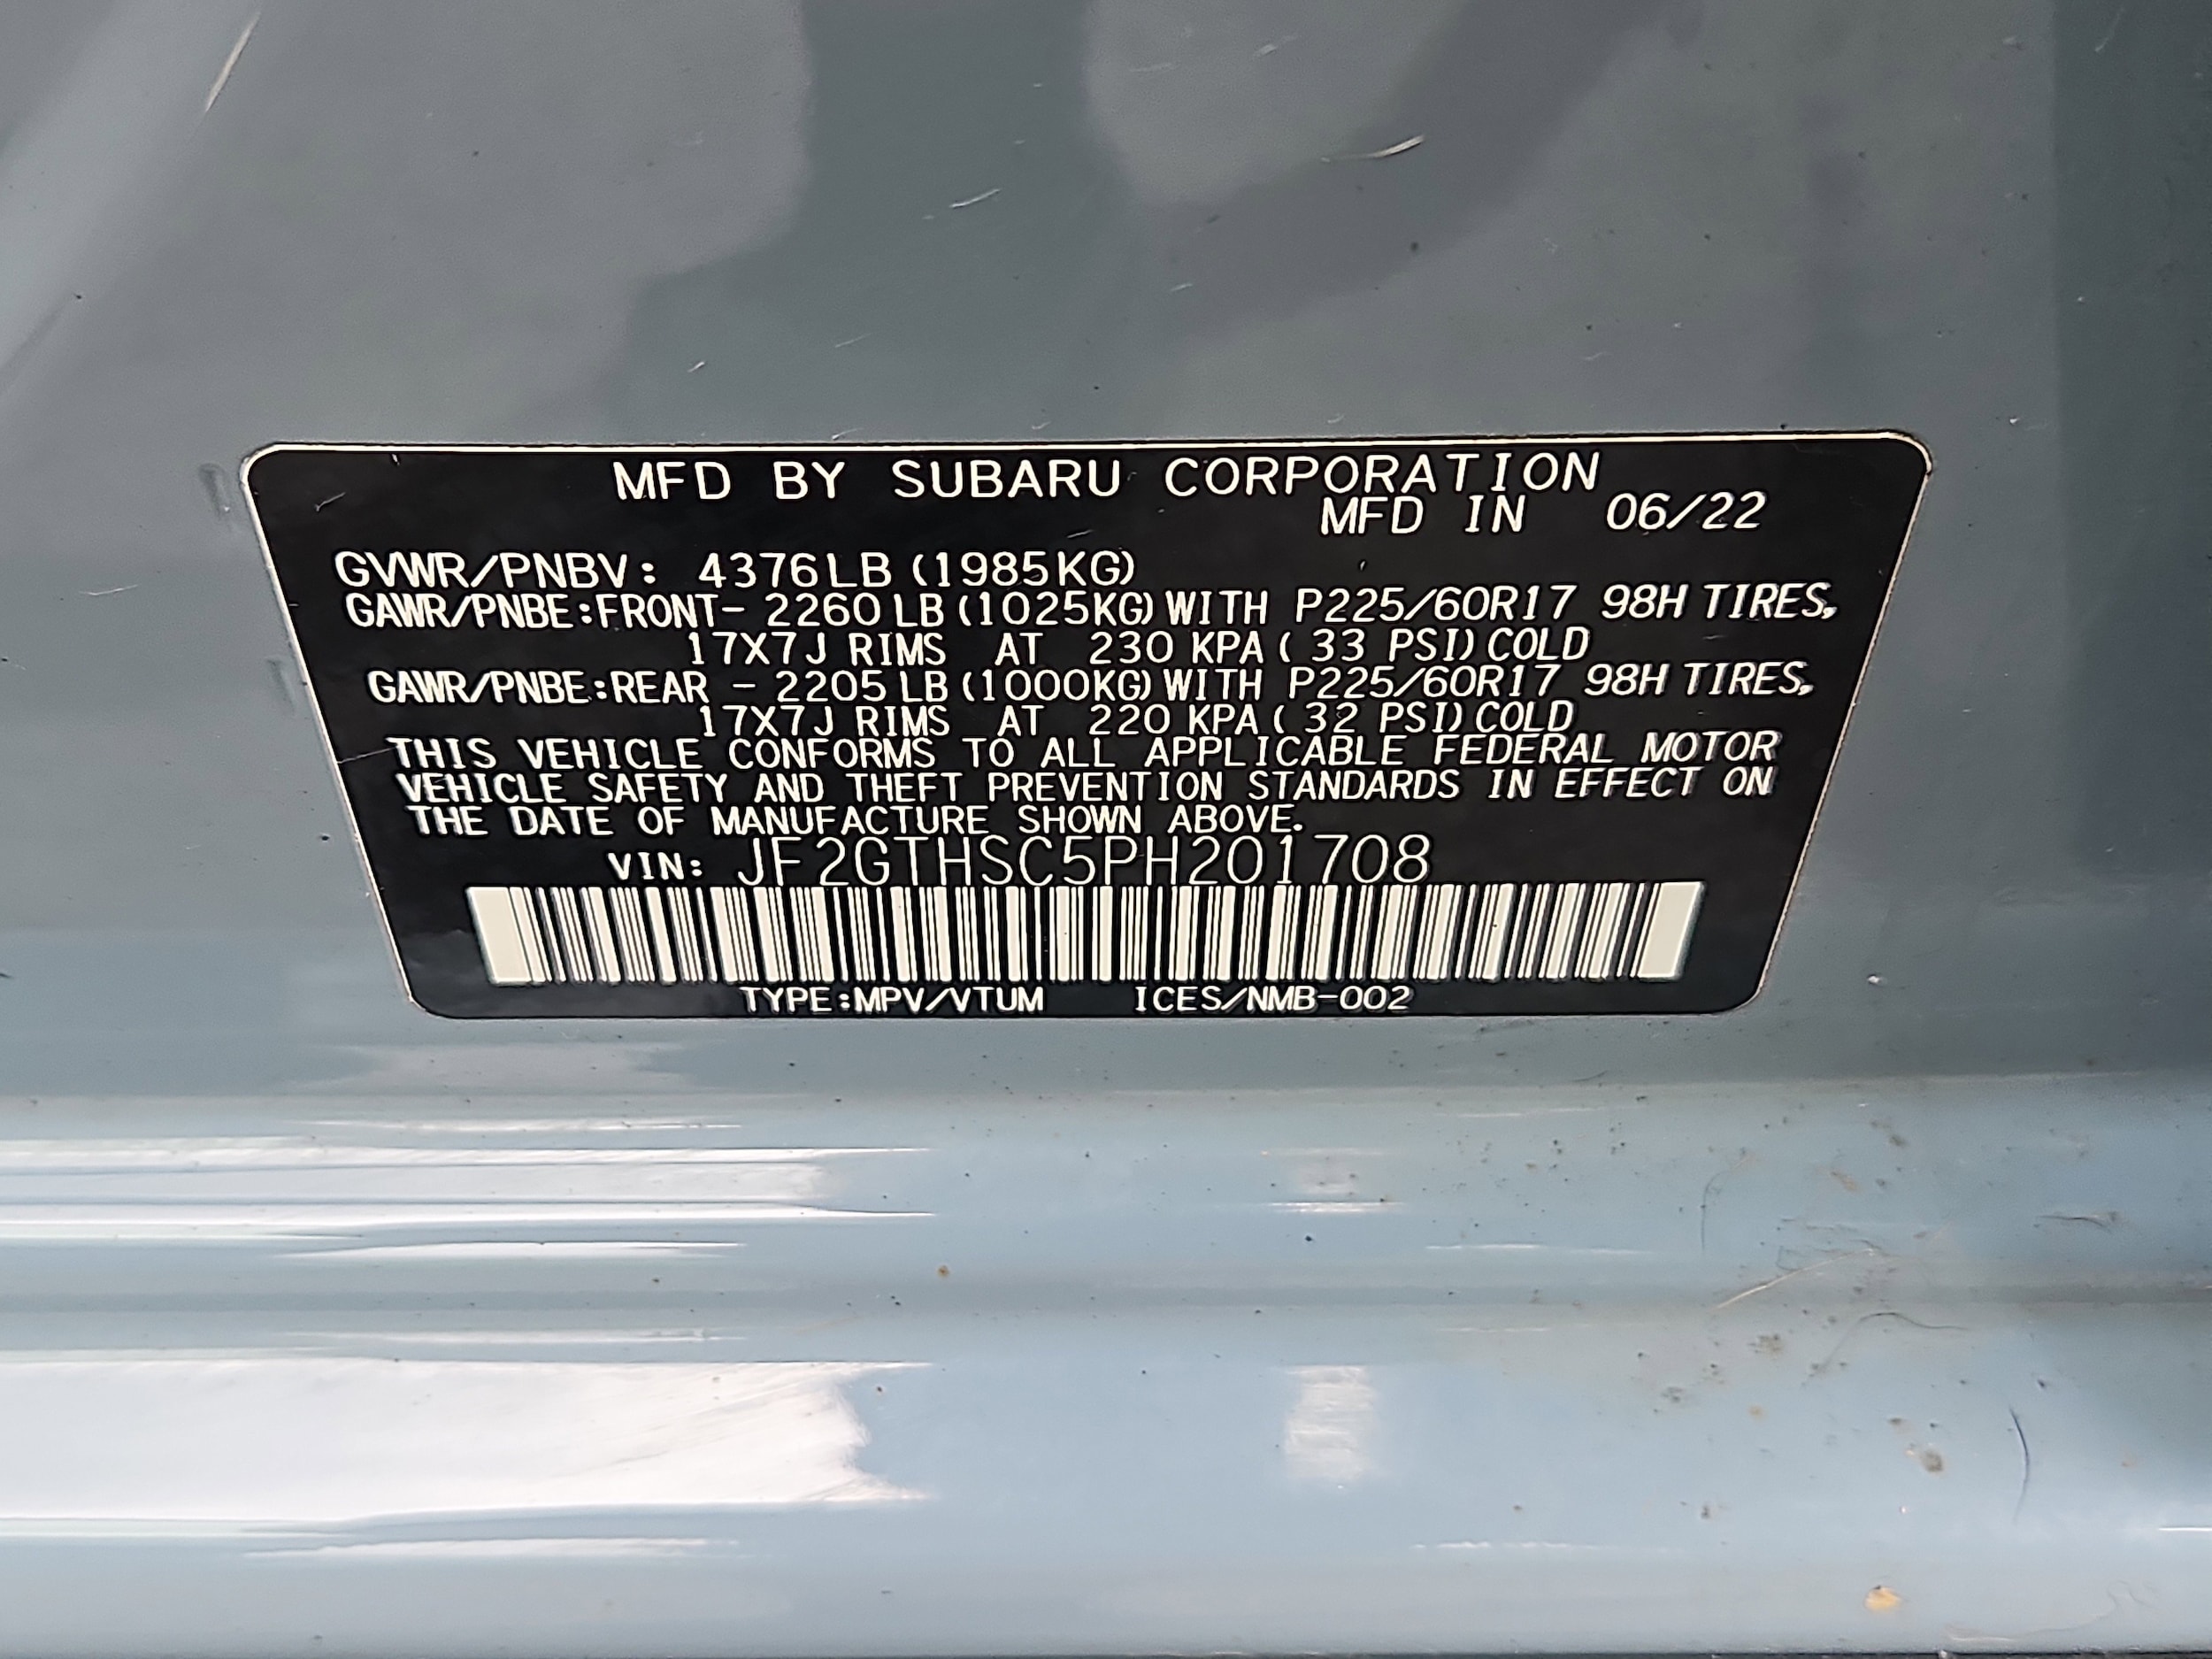 MFD BY SUBARU CORPORATION
MFD IN 06/22
GVWR/PNBV: 4376LB (1985KG)
GAWR/PNBE:FRONT- 2260 LB (1025KG) WITH P225/60R17 98H TIRES,
17X7J RIMS AT 230 KPA ( 33 PSI) COLD
GAWR/PNBE:REAR - 2205 LB (1000KG) WITH P225/60R17 98H TIRES,
17X7J RIMS AT 220 KPA ( 32 PSI) COLD
THIS VEHICLE CONFORMS TO ALL APPLICABLE FEDERAL MOTOR
VEHICLE SAFETY AND THEFT PREVENTION STANDARDS IN EFFECT ON
THE DATE OF MANUFACTURE SHOWN ABOVE.
VIN: JF2GTHSC5PH201708
TYPE:MPV/VTUM ICES/NMB-002